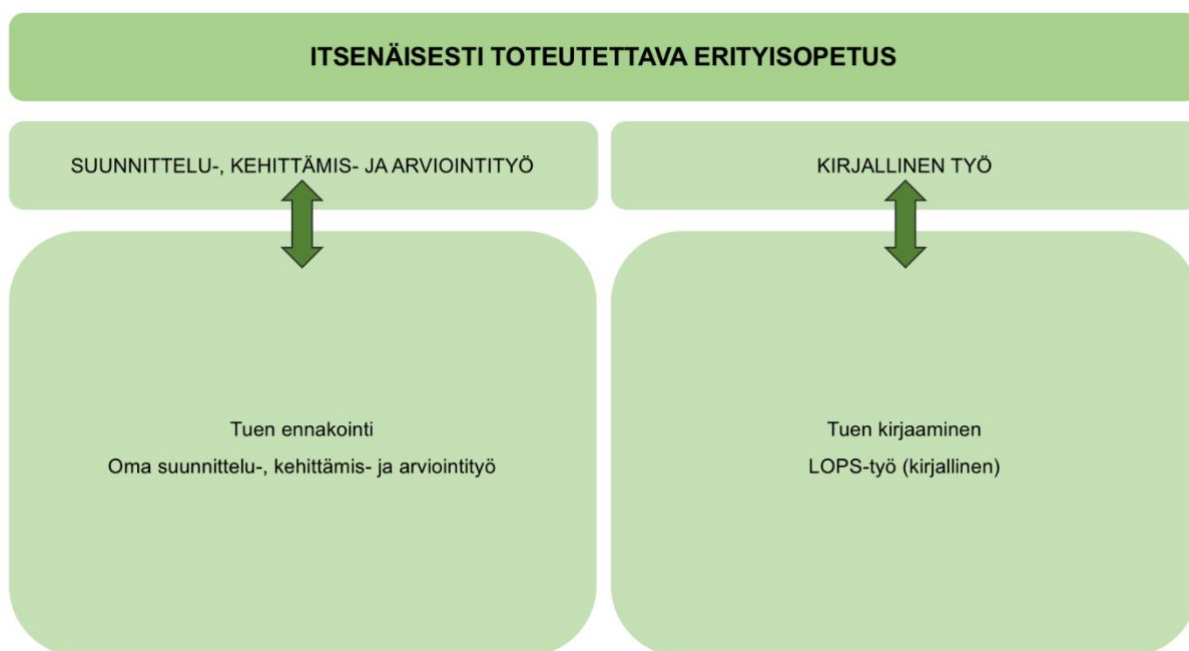 ITSENÄISESTI TOTEUTETTAVA ERITYISOPETUS
SUUNNITTELU-, KEHITTÄMIS- JA ARVIOINTITYÖ
KIRJALLINEN TYÖ
Tuen ennakointi
Oma suunnittelu-, kehittämis- ja arviointityö
Tuen kirjaaminen
LOPS-työ (kirjallinen)